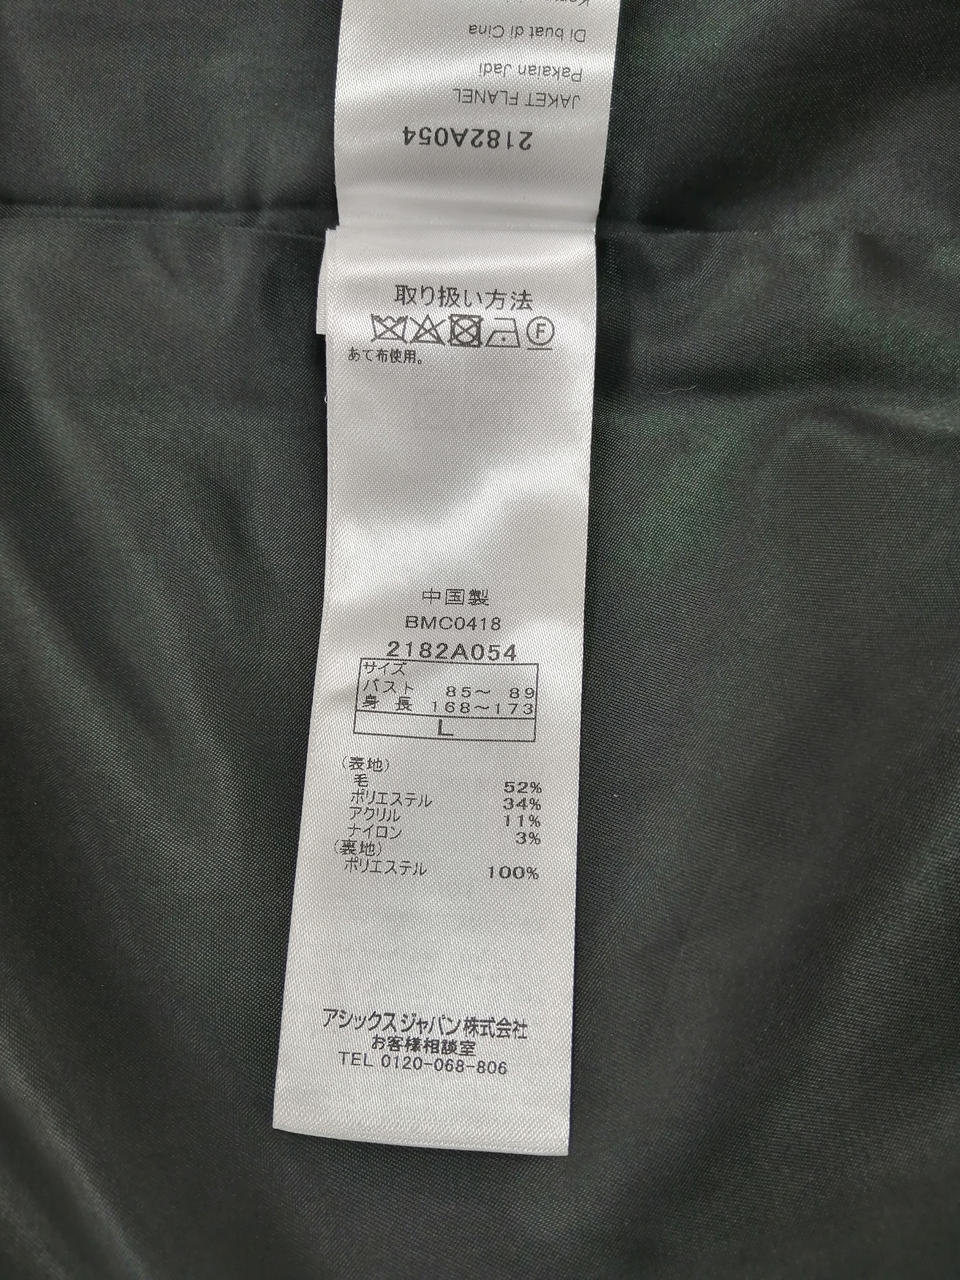 Di buat di Cina
Pakaian Jadi
JAKET FLANEL
2182A054
取り扱い方法
F
あて布使用。
中国製
BMC0418
2182A054
サイズ
バスト 85～ 89
身 長 168～173
L
（表地）
毛 52%
ポリエステル 34%
アクリル 11%
ナイロン 3%
（裏地）
ポリエステル 100%
アシックスジャパン株式会社
お客様相談室
TEL 0120-068-806